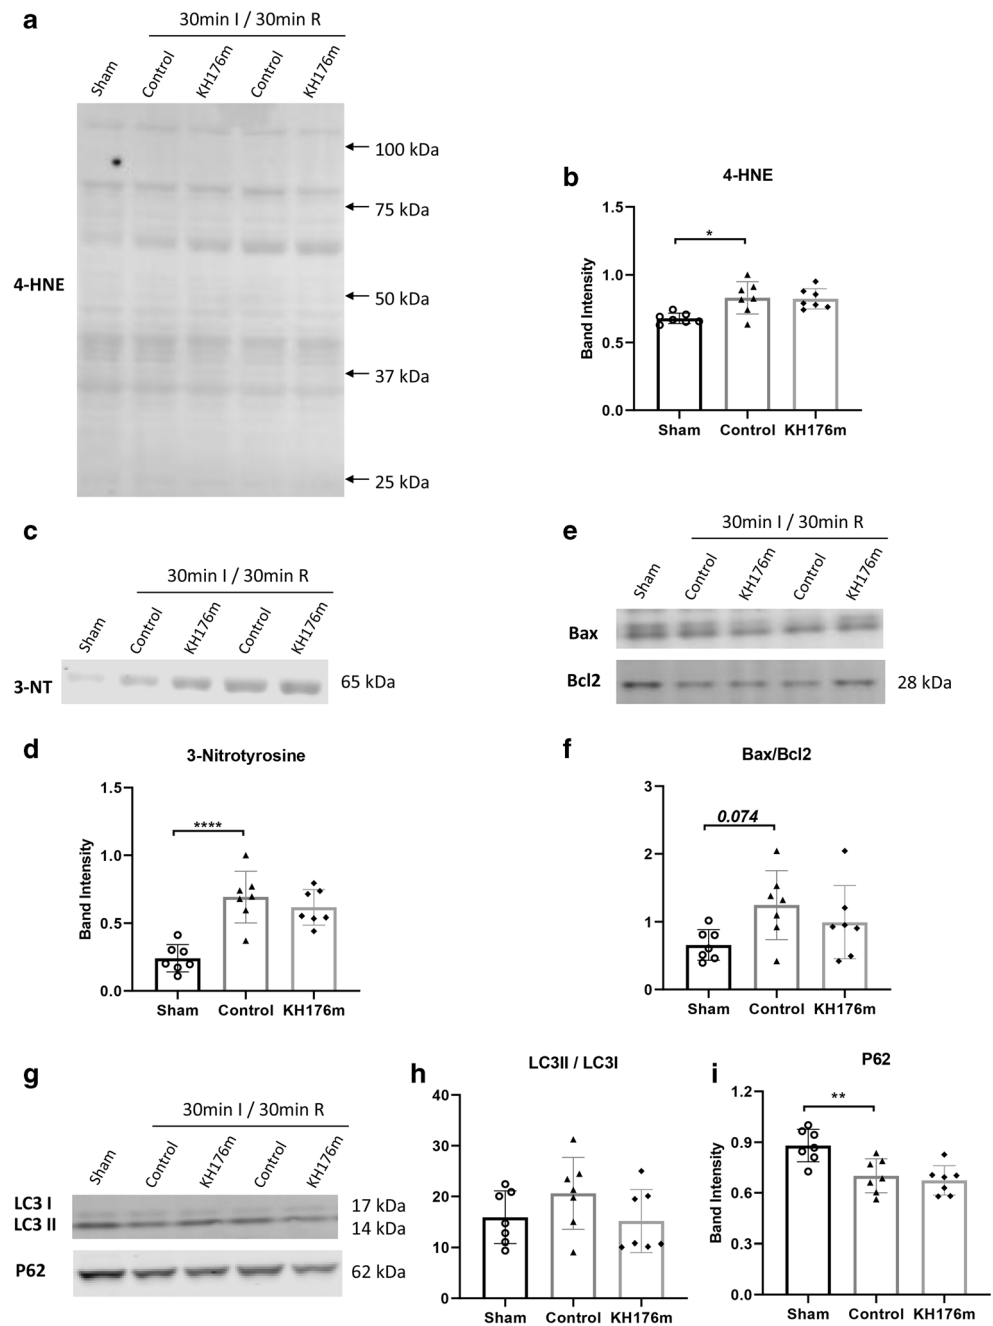 a
30min I / 30min R
Sham
Control
KH176m
Control
KH176m
100 kDa
75 kDa
4-HNE
50 kDa
37 kDa
25 kDa
b
4-HNE
1.5
1.0
0.5
0.0
Band Intensity
*
Sham Control KH176m
c
30min I / 30min R
Sham
Control
KH176m
Control
KH176m
3-NT
65 kDa
d
3-Nitrotyrosine
1.5
1.0
0.5
0.0
Band Intensity
****
Sham Control KH176m
e
30min I / 30min R
Sham
Control
KH176m
Control
KH176m
Bax
Bcl2
28 kDa
f
Bax/Bcl2
3
2
1
0
0.074
Sham Control KH176m
g
30min I / 30min R
Sham
Control
KH176m
Control
KH176m
LC3 I
17 kDa
LC3 II
14 kDa
P62
62 kDa
h
LC3II / LC3I
40
30
20
10
0
Sham Control KH176m
i
P62
1.2
0.9
0.6
0.3
0.0
Band Intensity
**
Sham Control KH176m